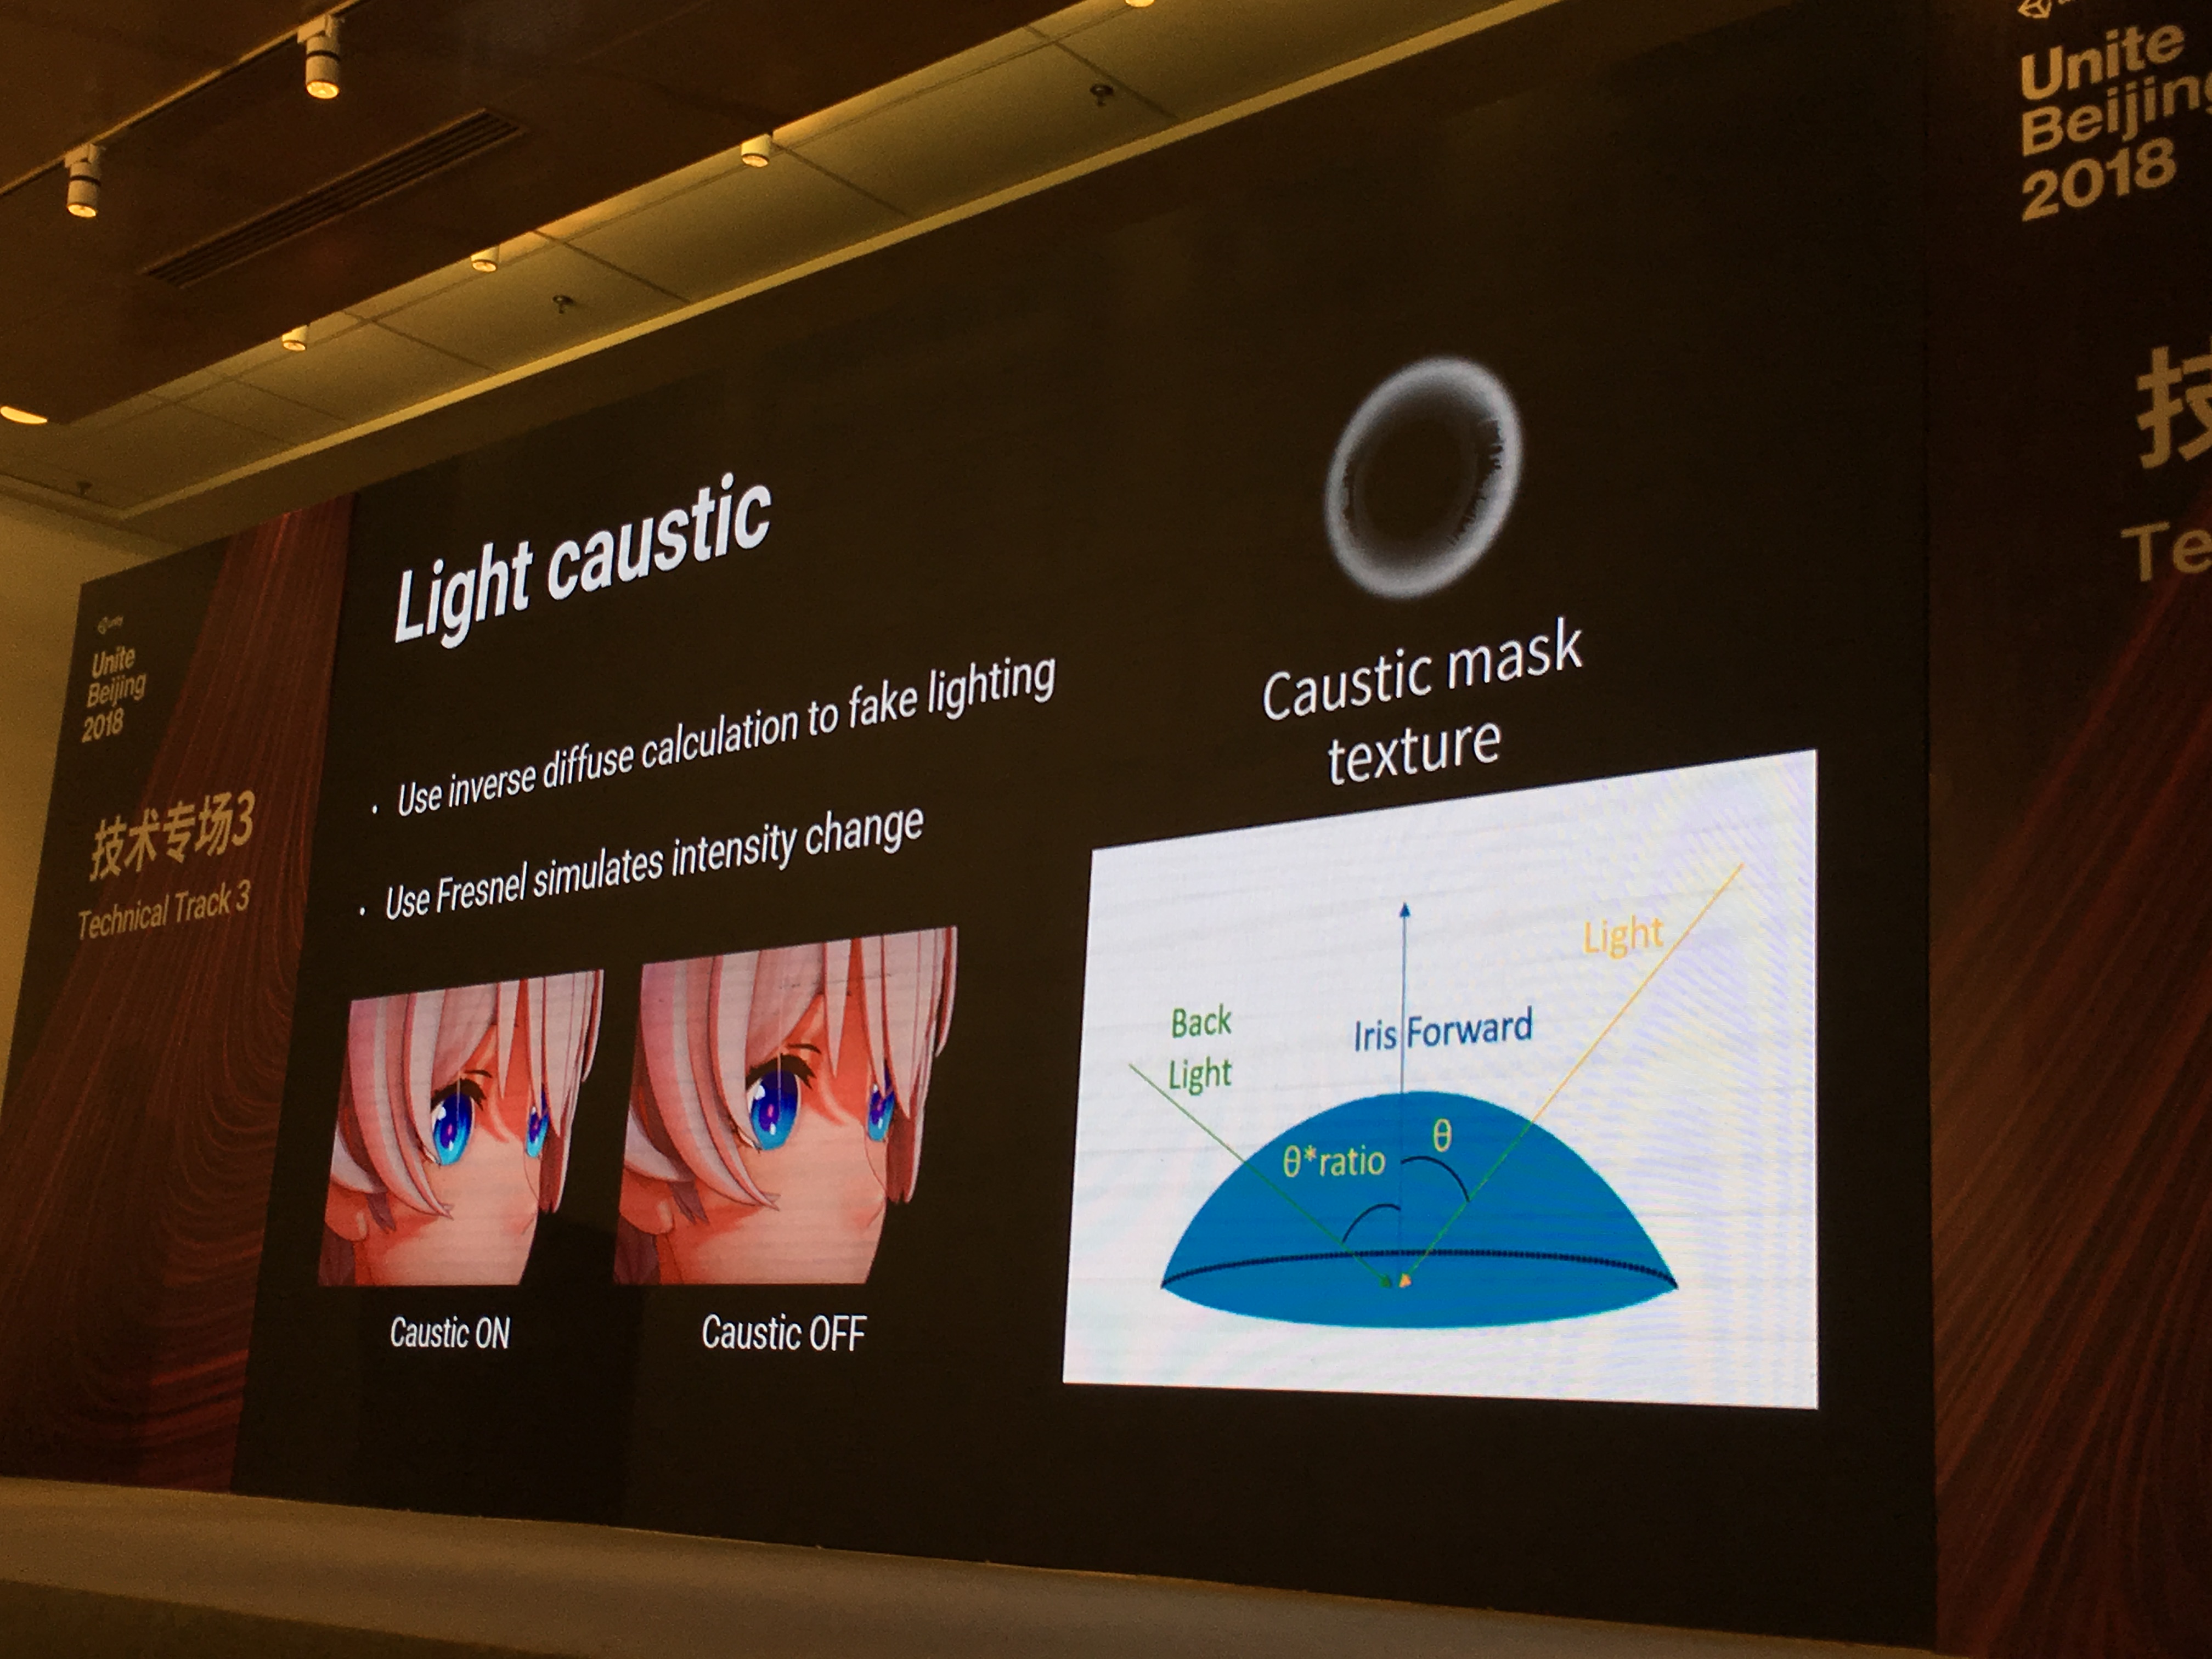 unity
Unite
Beijing
2018
技术专场3
Technical Track 3
Light caustic
· Use inverse diffuse calculation to fake lighting
· Use Fresnel simulates intensity change
Caustic ON
Caustic OFF
Caustic mask
texture
Light
Back
Light
Iris Forward
θ
θ*ratio
Unite
Beijing
2018
技
Te